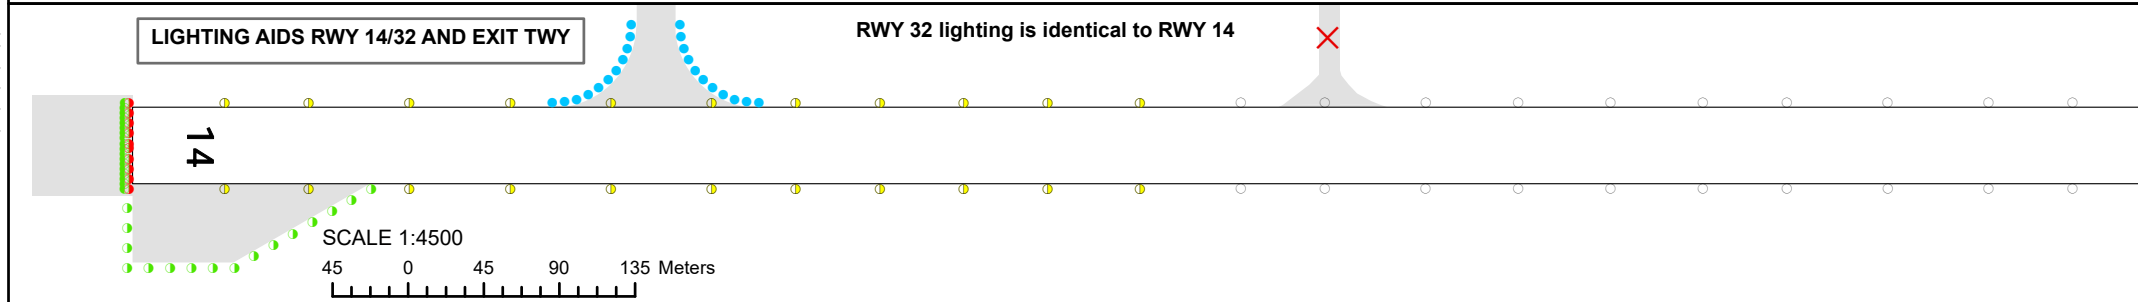 LIGHTING AIDS RWY 14/32 AND EXIT TWY
RWY 32 lighting is identical to RWY 14
14
SCALE 1:4500
45 0 45 90 135 Meters